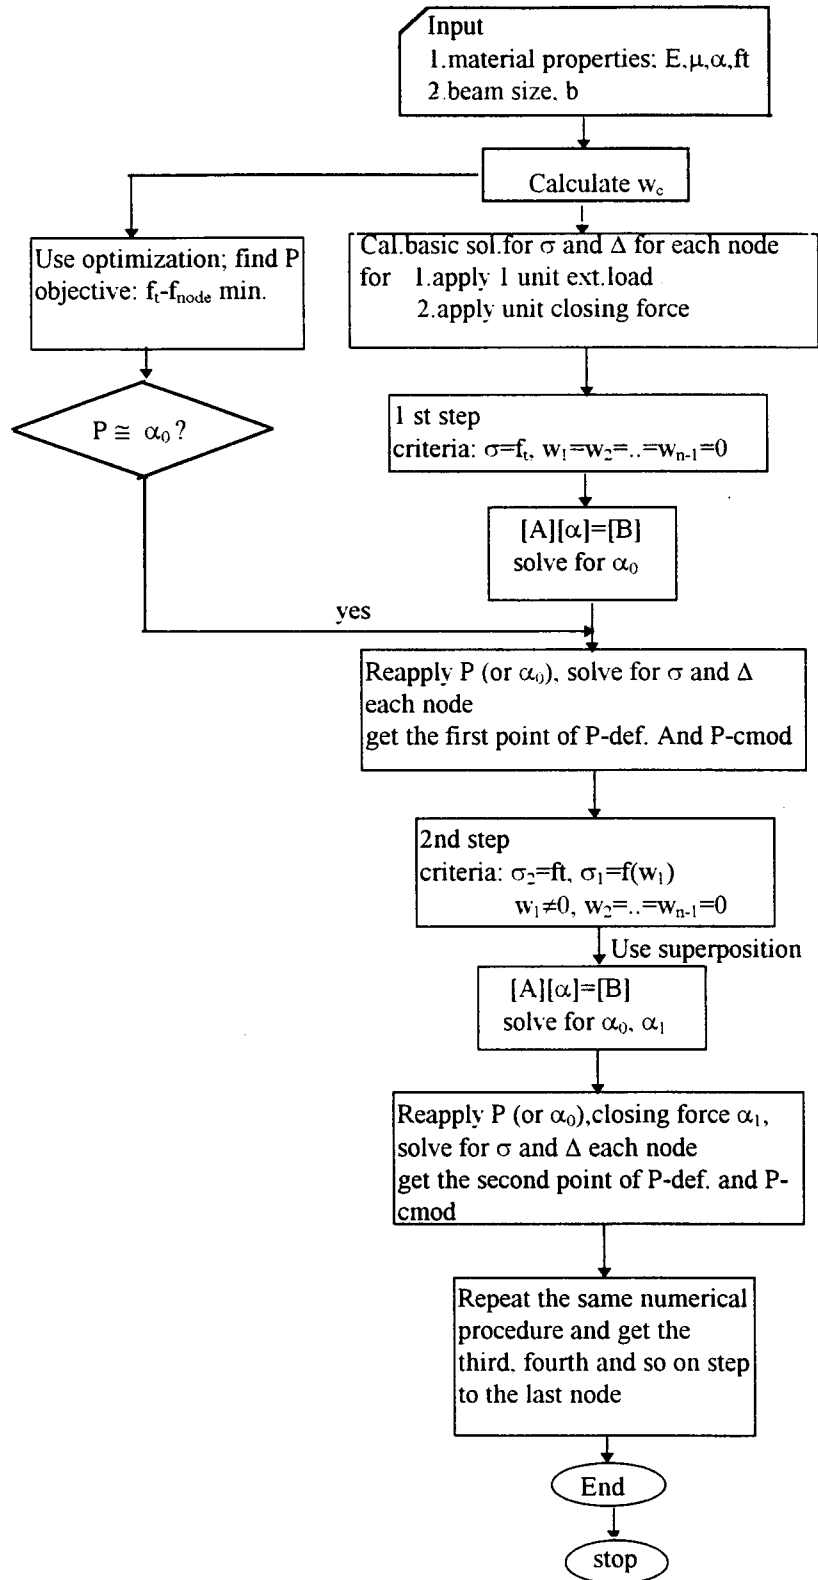 Input
1.material properties: E,μ,α,ft
2.beam size, b
Calculate w_c
Use optimization; find P
objective: f_t-f_node min.
Cal.basic sol.for σ and Δ for each node
for 1.apply 1 unit ext.load
2.apply unit closing force
P ≅ α_0 ?
1 st step
criteria: σ=f_t, w_1=w_2=..=w_n-1=0
[A][α]=[B]
solve for α_0
yes
Reapply P (or α_0), solve for σ and Δ
each node
get the first point of P-def. And P-cmod
2nd step
criteria: σ_2=ft, σ_1=f(w_1)
w_1≠0, w_2=..=w_n-1=0
Use superposition
[A][α]=[B]
solve for α_0, α_1
Reapply P (or α_0),closing force α_1,
solve for σ and Δ each node
get the second point of P-def. and P-
cmod
Repeat the same numerical
procedure and get the
third, fourth and so on step
to the last node
End
stop